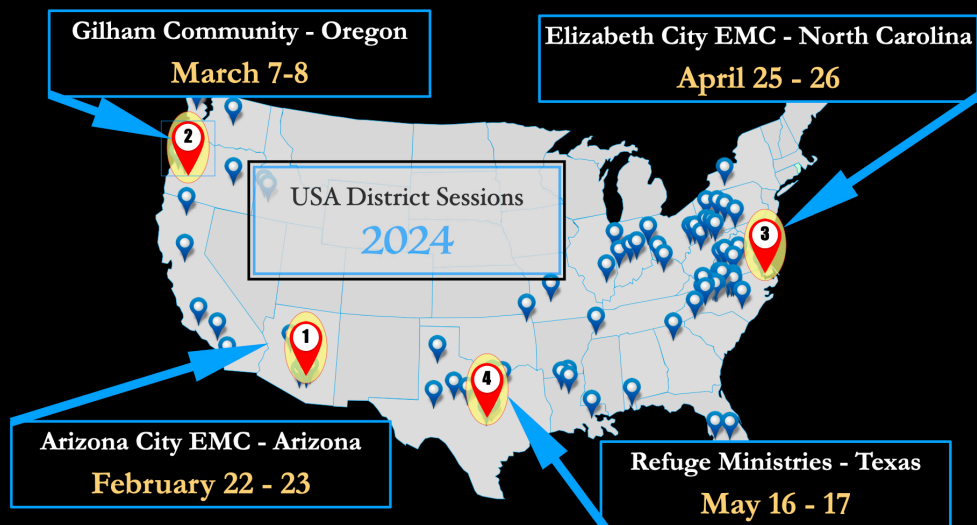 Gilham Community - Oregon
March 7-8
Elizabeth City EMC - North Carolina
April 25 - 26
2
USA District Sessions
2024
3
1
4
Arizona City EMC - Arizona
February 22 - 23
Refuge Ministries - Texas
May 16 - 17